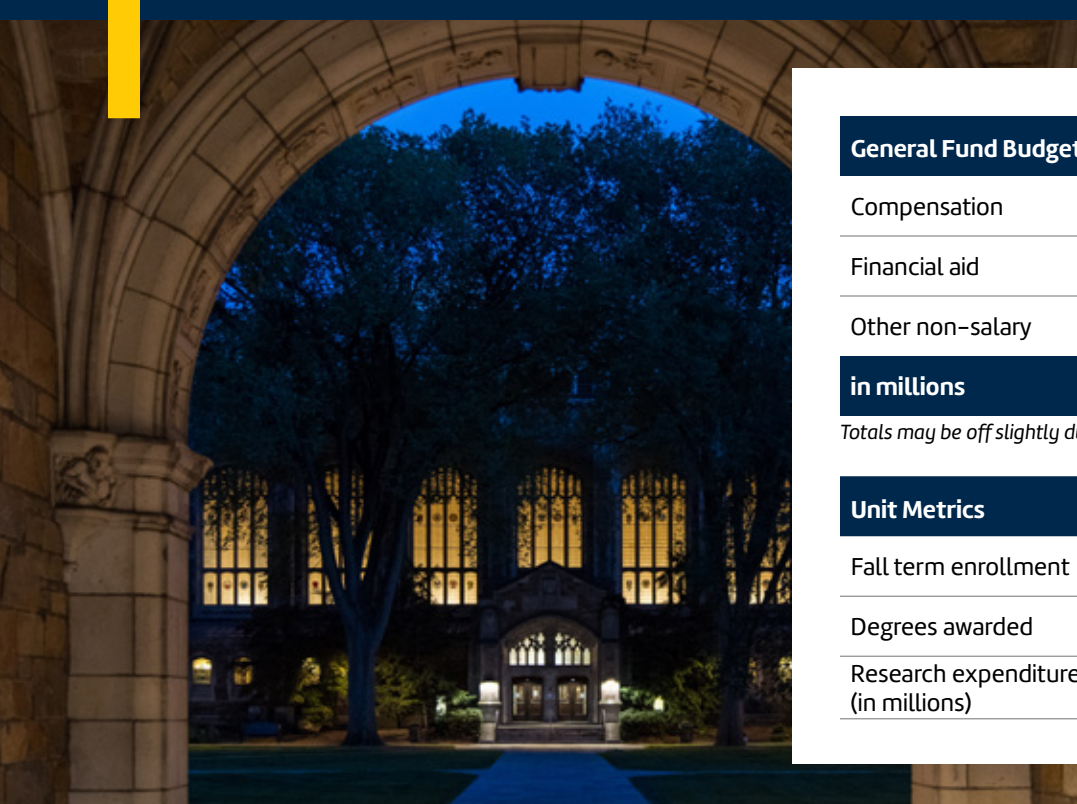 General Fund Budget
Compensation
Financial aid
Other non-salary
in millions
Totals may be off slightly
Unit Metrics
Fall term enrollment
Degrees awarded
Research expenditure
(in millions)